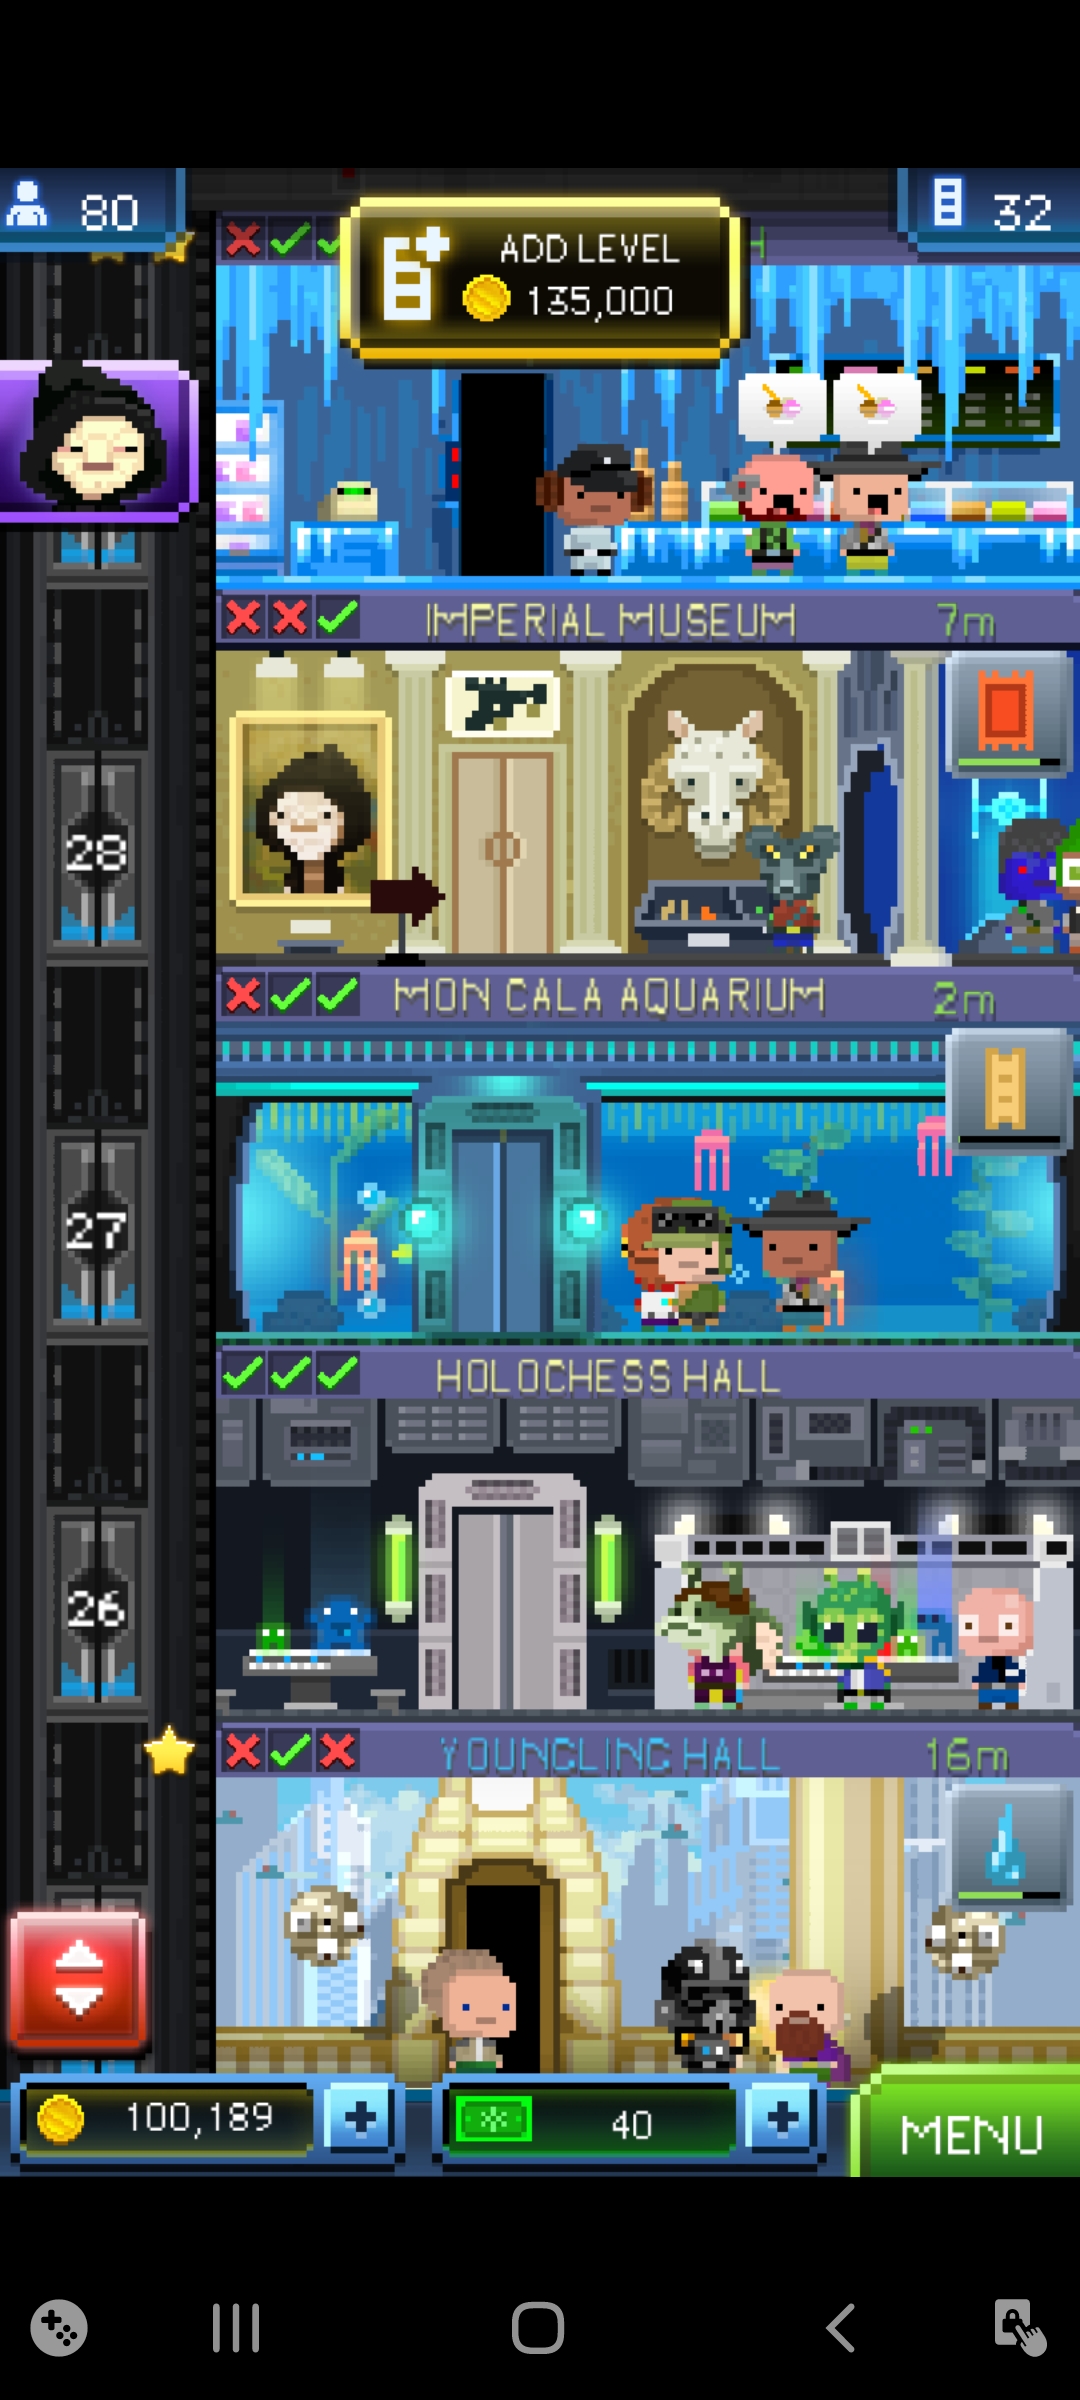 80
32
ADD LEVEL
135,000
IMPERIAL MUSEUM 7m
28
MON CALA AQUARIUM 2m
27
HOLOCHESS HALL
26
YOUNGLING HALL 16m
100,189
40
MENU